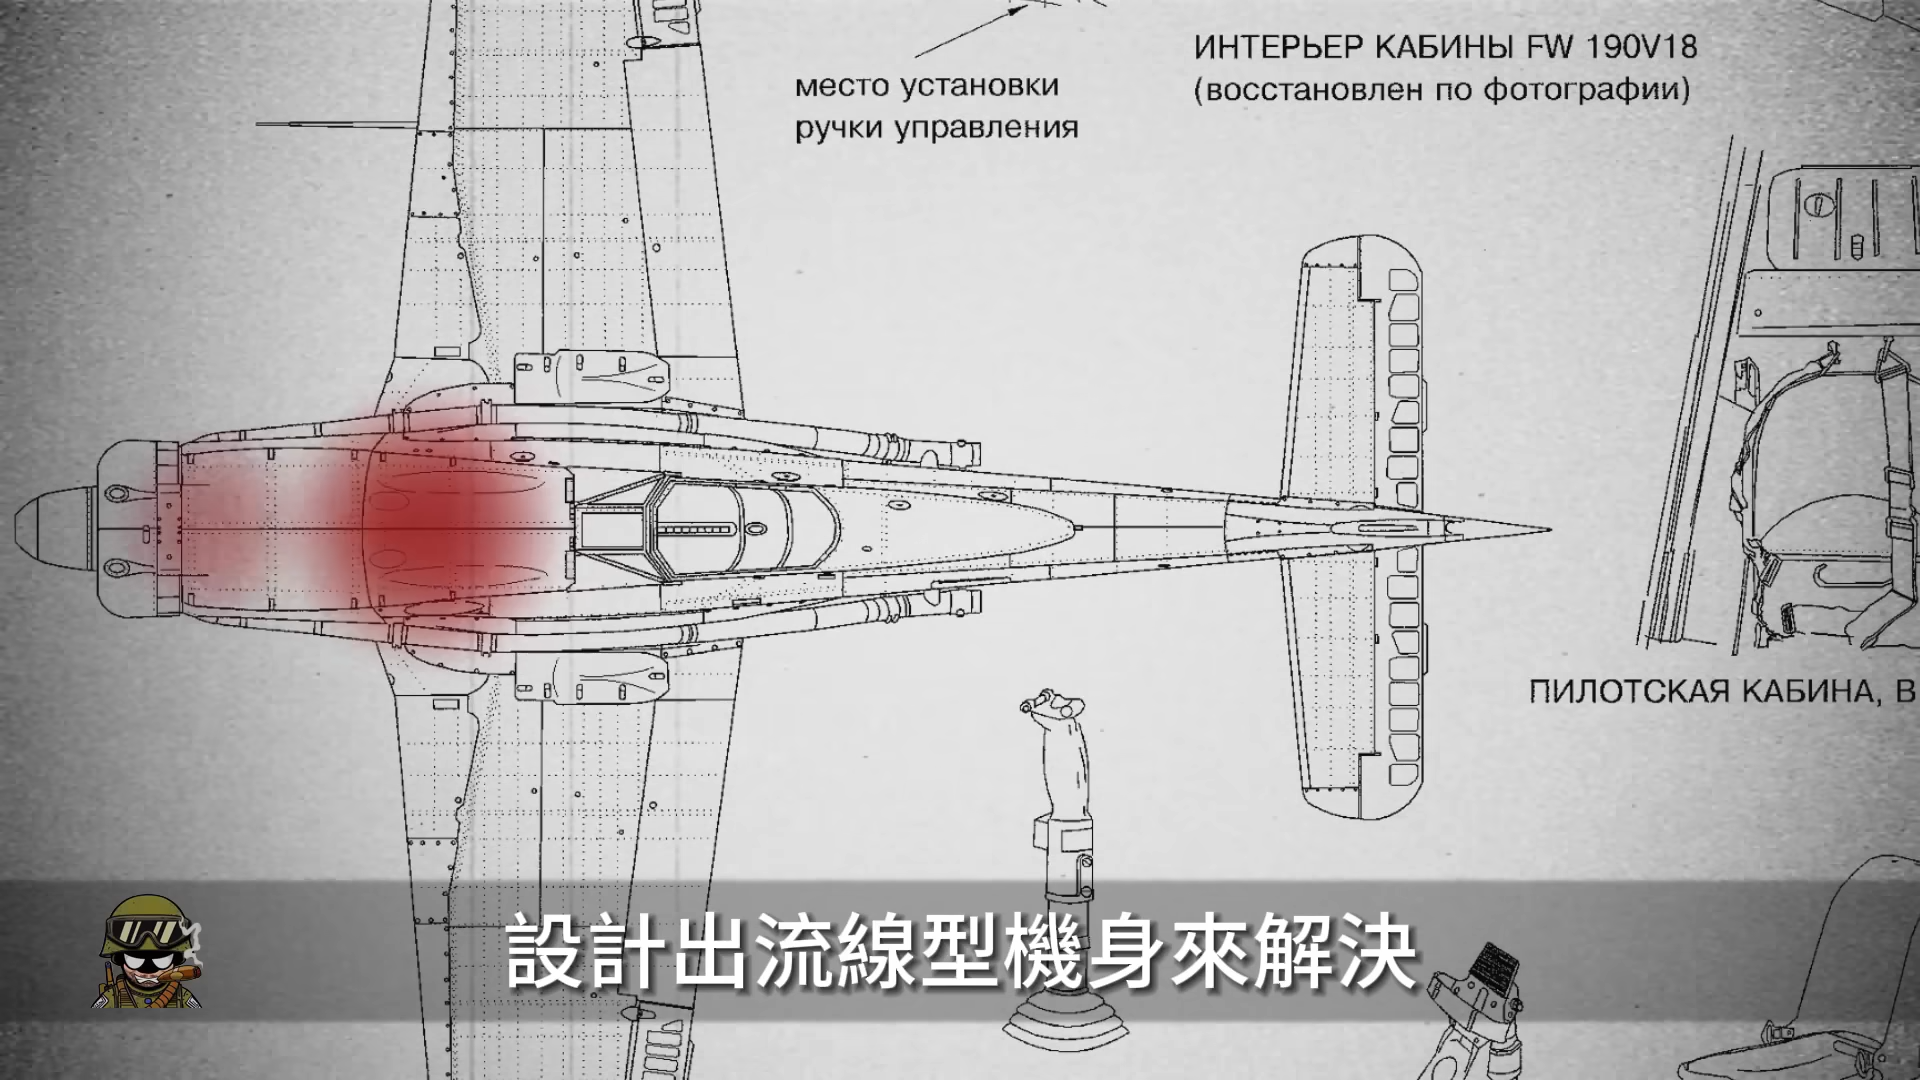 место установки
ручки управления
ИНТЕРЬЕР КАБИНЫ FW 190V18
(восстановлен по фотографии)
ПИЛОТСКАЯ КАБИНА, В
設計出流線型機身來解決